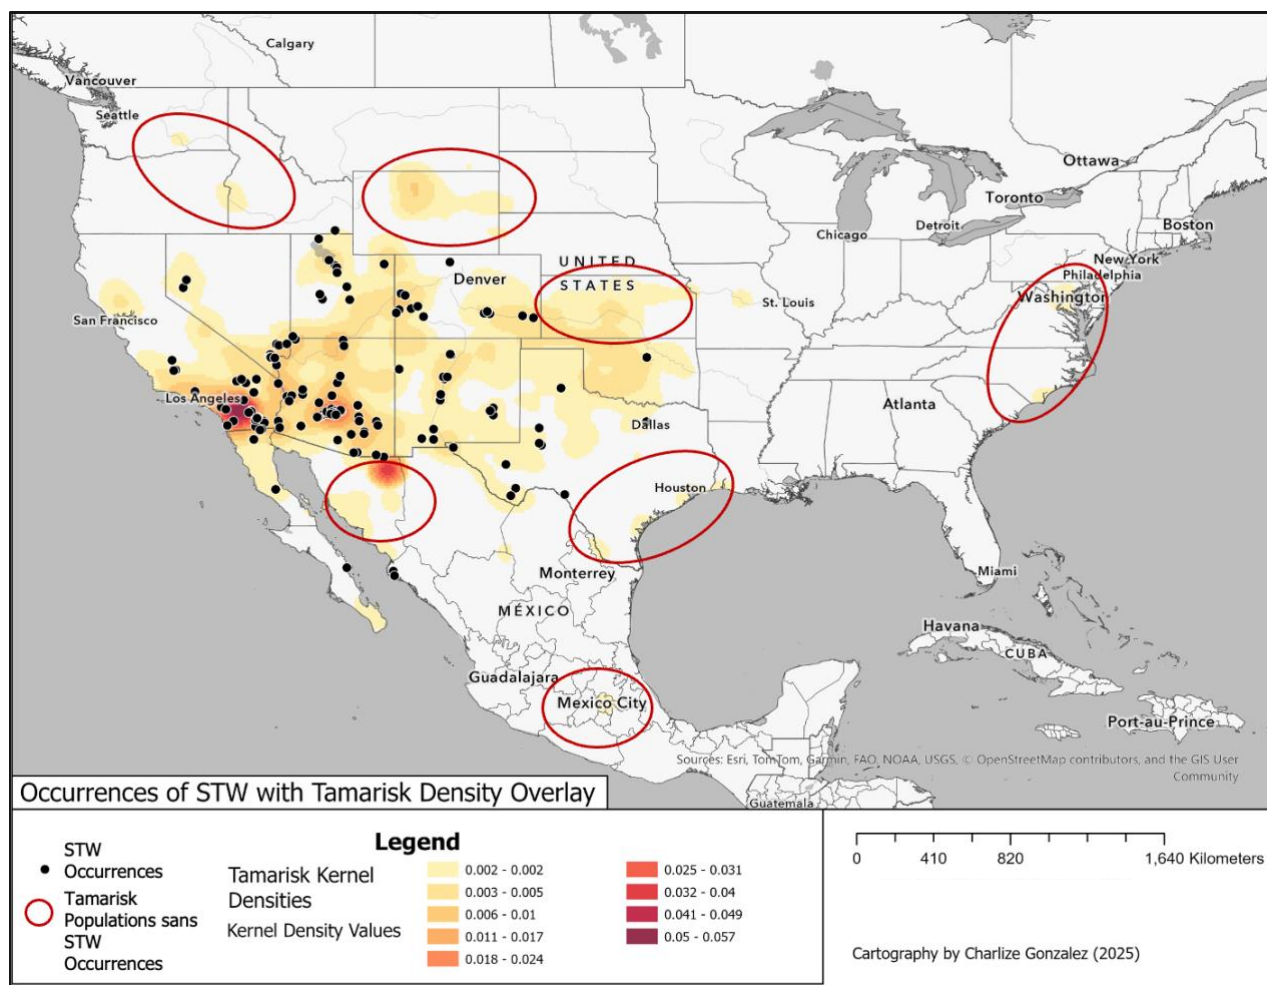 Calgary
Vancouver
Seattle
Ottawa
Toronto
Boston
Detroit
Chicago
New York
Philadelphia
UNITED
STATES
Denver
Washington
St. Louis
San Francisco
Los Angeles
Atlanta
Dallas
Houston
Monterrey
Miami
MÉXICO
Havana
CUBA
Guadalajara
Mexico City
Port-au-Prince
Sources: Esri, TomTom, Garmin, FAO, NOAA, USGS, © OpenStreetMap contributors, and the GIS User
Community
Guatemala
Occurrences of STW with Tamarisk Density Overlay
Legend
STW
Occurrences
Tamarisk
Populations sans
STW
Occurrences
Tamarisk Kernel
Densities
Kernel Density Values
0.002 - 0.002
0.003 - 0.005
0.006 - 0.01
0.011 - 0.017
0.018 - 0.024
0.025 - 0.031
0.032 - 0.04
0.041 - 0.049
0.05 - 0.057
0 410 820 1,640 Kilometers
Cartography by Charlize Gonzalez (2025)